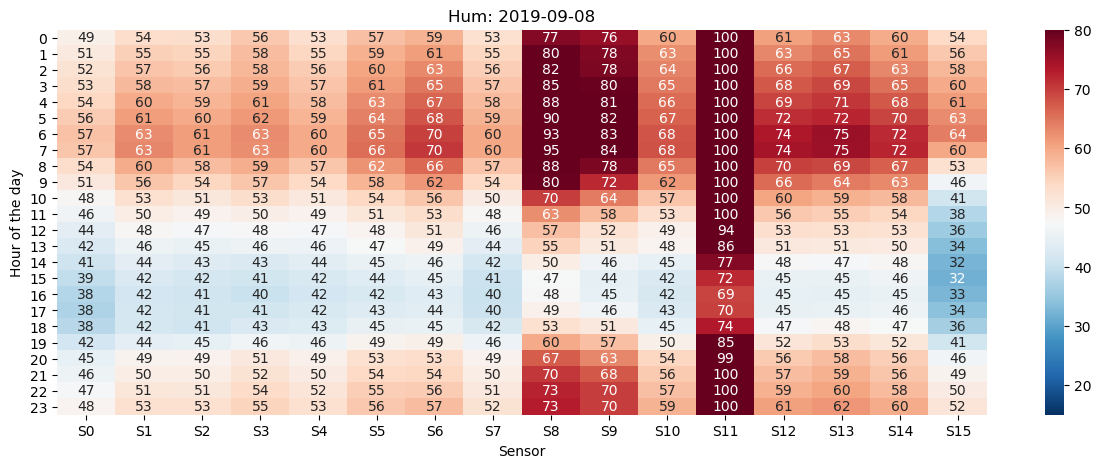 Hum: 2019-09-08
Hour of the day
0 49 54 53 56 53 57 59 53 77 76 60 100 61 63 60 54
1 51 55 55 58 55 59 61 55 80 78 63 100 63 65 61 56
2 52 57 56 58 56 60 63 56 82 78 64 100 66 67 63 58
3 53 58 57 59 57 61 65 57 85 80 65 100 68 69 65 60
4 54 60 59 61 58 63 67 58 88 81 66 100 69 71 68 61
5 56 61 60 62 59 64 68 59 90 82 67 100 72 72 70 63
6 57 63 61 63 60 65 70 60 93 83 68 100 74 75 72 64
7 57 63 61 63 60 66 70 60 95 84 68 100 74 75 72 60
8 54 60 58 59 57 62 66 57 88 78 65 100 70 69 67 53
9 51 56 54 57 54 58 62 54 80 72 62 100 66 64 63 46
10 48 53 51 53 51 54 56 50 70 64 57 100 60 59 58 41
11 46 50 49 50 49 51 53 48 63 58 53 100 56 55 54 38
12 44 48 47 48 47 48 51 46 57 52 49 94 53 53 53 36
13 42 46 45 46 46 47 49 44 55 51 48 86 51 51 50 34
14 41 44 43 43 44 45 46 42 50 46 45 77 48 47 48 32
15 39 42 42 41 42 44 45 41 47 44 42 72 45 45 46 32
16 38 42 41 40 42 42 43 40 48 45 42 69 45 45 45 33
17 38 42 41 41 42 43 44 40 49 46 43 70 45 45 46 34
18 38 42 41 43 43 45 45 42 53 51 45 74 47 48 47 36
19 42 44 45 46 46 49 49 46 60 57 50 85 52 53 52 41
20 45 49 49 51 49 53 53 49 67 63 54 99 56 58 56 46
21 46 50 50 52 50 54 54 50 70 68 56 100 57 59 56 49
22 47 51 51 54 52 55 56 51 73 70 57 100 59 60 58 50
23 48 53 53 55 53 56 57 52 73 70 59 100 61 62 60 52
S0 S1 S2 S3 S4 S5 S6 S7 S8 S9 S10 S11 S12 S13 S14 S15
Sensor
80
70
60
50
40
30
20